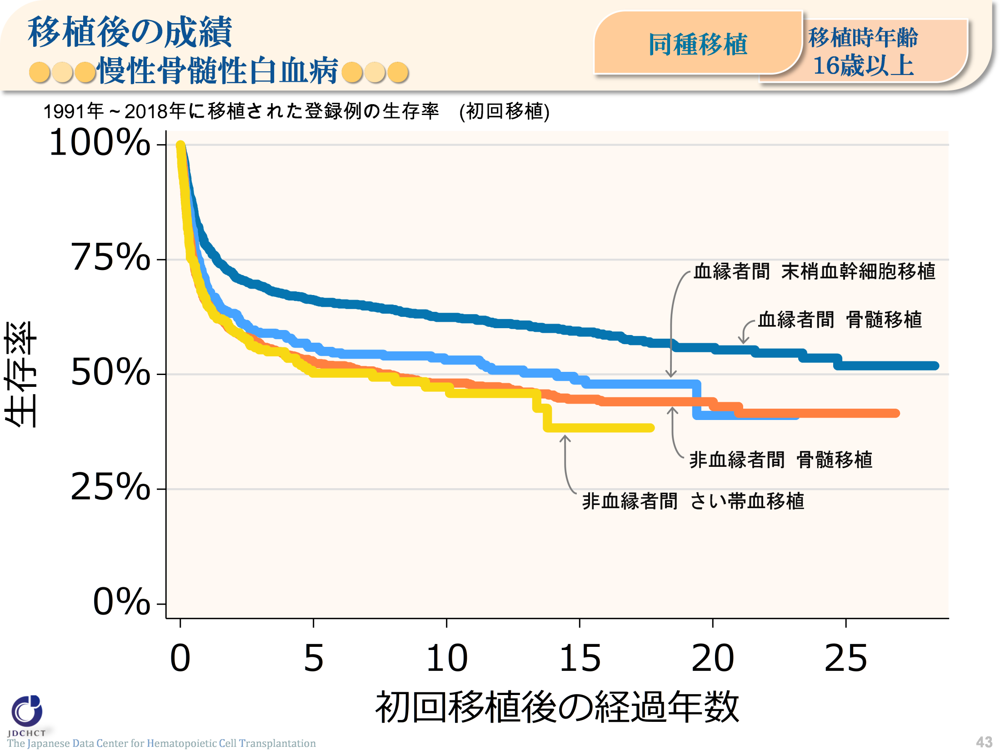 移植後の成績
慢性骨髄性白血病
同種移植
移植時年齢
16歳以上
1991年～2018年に移植された登録例の生存率　(初回移植)
100%
75%
50%
25%
0%
生存率
血縁者間　末梢血幹細胞移植
血縁者間　骨髄移植
非血縁者間　骨髄移植
非血縁者間　さい帯血移植
0 5 10 15 20 25
初回移植後の経過年数
JDCHCT
The Japanese Data Center for Hematopoietic Cell Transplantation
43